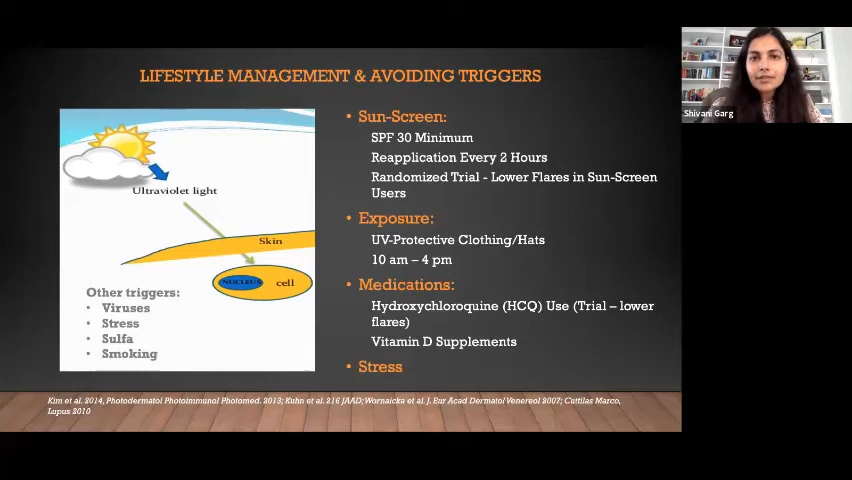 LIFESTYLE MANAGEMENT & AVOIDING TRIGGERS
Ultraviolet light
Skin
NUCLEUS
cell
Other triggers:
• Viruses
• Stress
• Sulfa
• Smoking
• Sun-Screen:
SPF 30 Minimum
Reapplication Every 2 Hours
Randomized Trial - Lower Flares in Sun-Screen
Users
• Exposure:
UV-Protective Clothing/Hats
10 am – 4 pm
• Medications:
Hydroxychloroquine (HCQ) Use (Trial – lower
flares)
Vitamin D Supplements
• Stress
Kim et al. 2014, Photodermatol Photoimmunol Photomed. 2013; Kuhn et al. 216 JAAD; Wornaicka et al. J. Eur Acad Dermatol Venereol 2007; Cuttilas Marco,
Lupus 2010
Shivani Garg